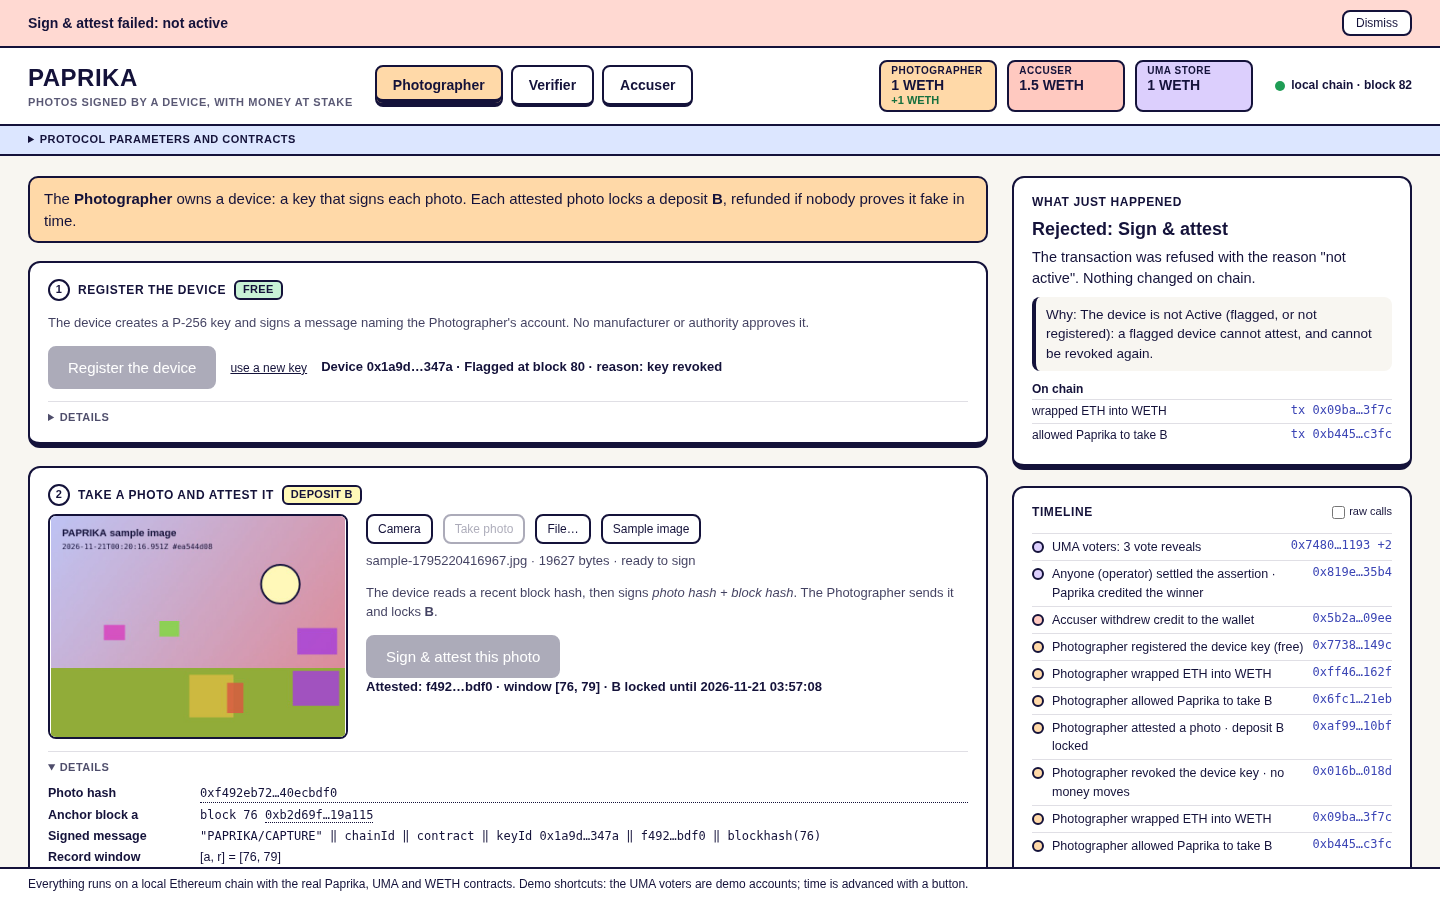 Sign & attest failed: not active
Dismiss
PAPRIKA
PHOTOS SIGNED BY A DEVICE, WITH MONEY AT STAKE
Photographer
Verifier
Accuser
PHOTOGRAPHER
1 WETH
+1 WETH
ACCUSER
1.5 WETH
UMA STORE
1 WETH
local chain · block 82
PROTOCOL PARAMETERS AND CONTRACTS
The Photographer owns a device: a key that signs each photo. Each attested photo locks a deposit B, refunded if nobody proves it fake in
time.
1 REGISTER THE DEVICE FREE
The device creates a P-256 key and signs a message naming the Photographer's account. No manufacturer or authority approves it.
Register the device
use a new key
Device 0x1a9d…347a · Flagged at block 80 · reason: key revoked
DETAILS
2 TAKE A PHOTO AND ATTEST IT DEPOSIT B
PAPRIKA sample image
2026-11-21T00:20:16.951Z #ea544d08
Camera
Take photo
File…
Sample image
sample-1795220416967.jpg · 19627 bytes · ready to sign
The device reads a recent block hash, then signs photo hash + block hash. The Photographer sends it
and locks B.
Sign & attest this photo
Attested: f492…bdf0 · window [76, 79] · B locked until 2026-11-21 03:57:08
DETAILS
Photo hash 0xf492eb72…40ecbdf0
Anchor block a block 76 0xb2d69f…19a115
Signed message "PAPRIKA/CAPTURE" ‖ chainId ‖ contract ‖ keyId 0x1a9d…347a ‖ f492…bdf0 ‖ blockhash(76)
Record window [a, r] = [76, 79]
WHAT JUST HAPPENED
Rejected: Sign & attest
The transaction was refused with the reason "not
active". Nothing changed on chain.
Why: The device is not Active (flagged, or not
registered): a flagged device cannot attest, and cannot
be revoked again.
On chain
wrapped ETH into WETH tx 0x09ba…3f7c
allowed Paprika to take B tx 0xb445…c3fc
TIMELINE
raw calls
UMA voters: 3 vote reveals 0x7480…1193 +2
Anyone (operator) settled the assertion · 0x819e…35b4
Paprika credited the winner
Accuser withdrew credit to the wallet 0x5b2a…09ee
Photographer registered the device key (free) 0x7738…149c
Photographer wrapped ETH into WETH 0xff46…162f
Photographer allowed Paprika to take B 0x6fc1…21eb
Photographer attested a photo · deposit B 0xaf99…10bf
locked
Photographer revoked the device key · no 0x016b…018d
money moves
Photographer wrapped ETH into WETH 0x09ba…3f7c
Photographer allowed Paprika to take B 0xb445…c3fc
Everything runs on a local Ethereum chain with the real Paprika, UMA and WETH contracts. Demo shortcuts: the UMA voters are demo accounts; time is advanced with a button.